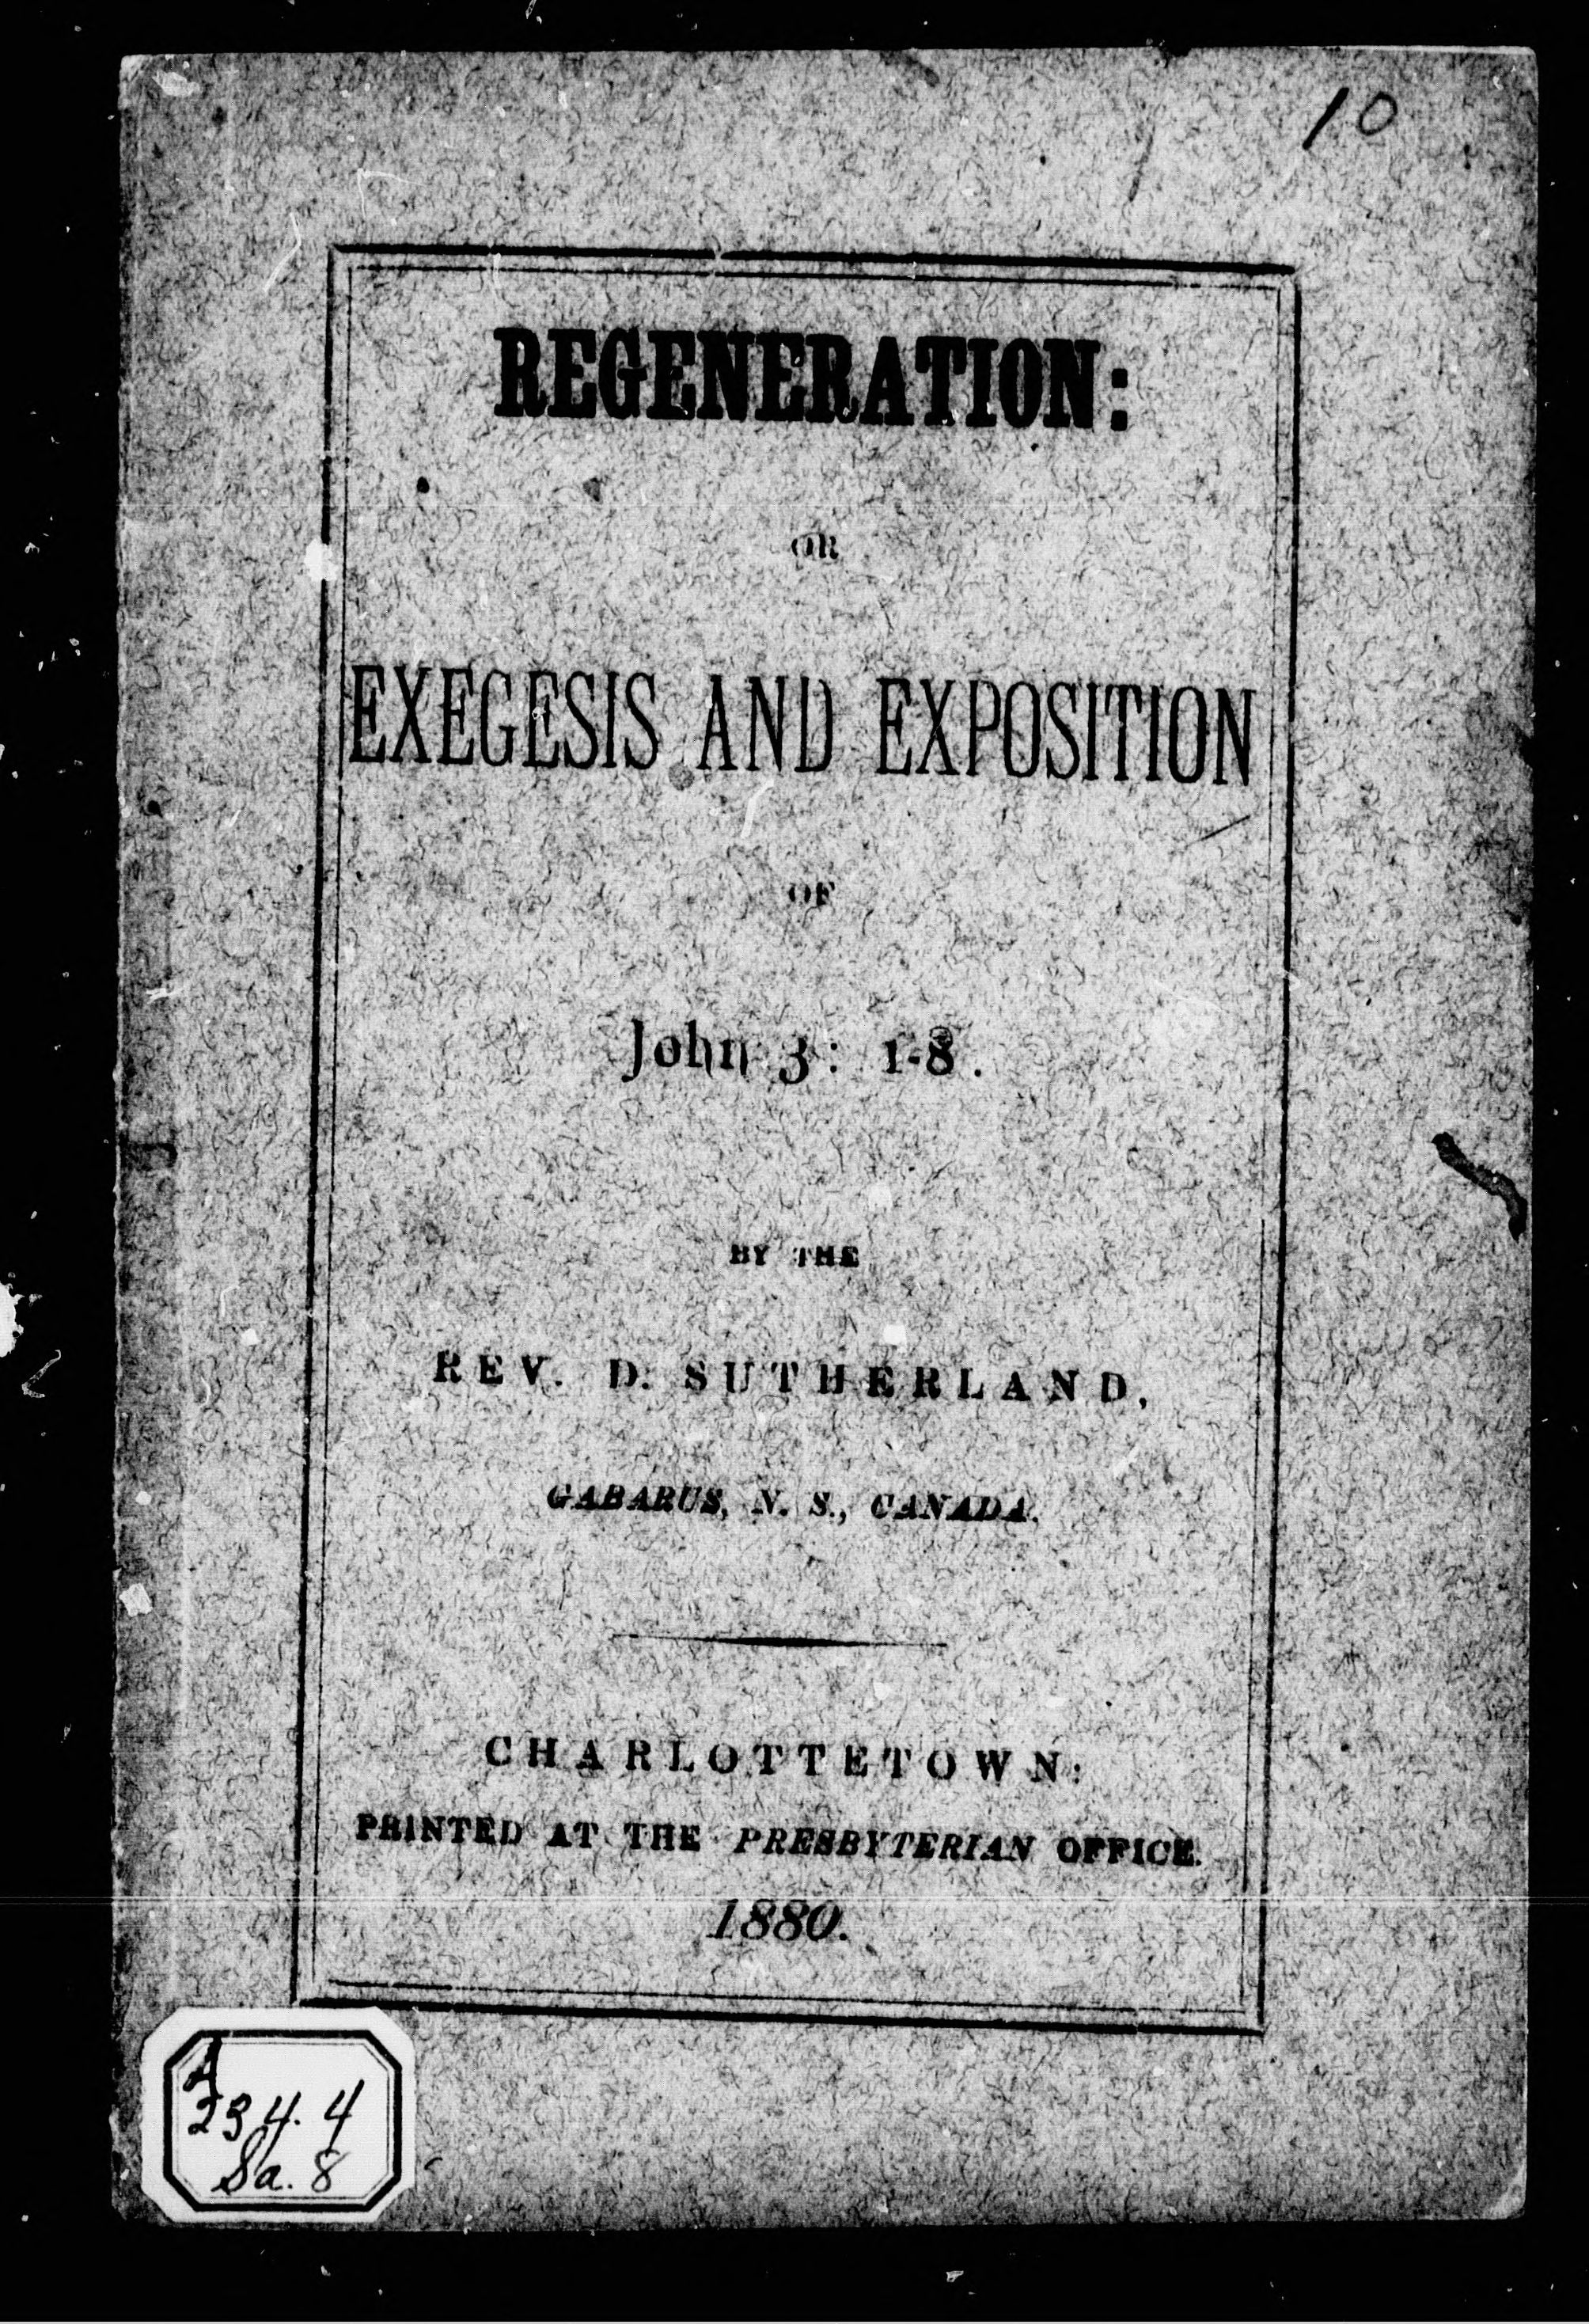 10
REGENERATION:
OR
EXEGESIS AND EXPOSITION
OF
John 3: 1-8.
BY THE
REV. D. SUTHERLAND,
GABARUS, N. S., CANADA.
CHARLOTTETOWN:
PRINTED AT THE PRESBYTERIAN OFFICE.
1880.
A
234.4
Sa. 8